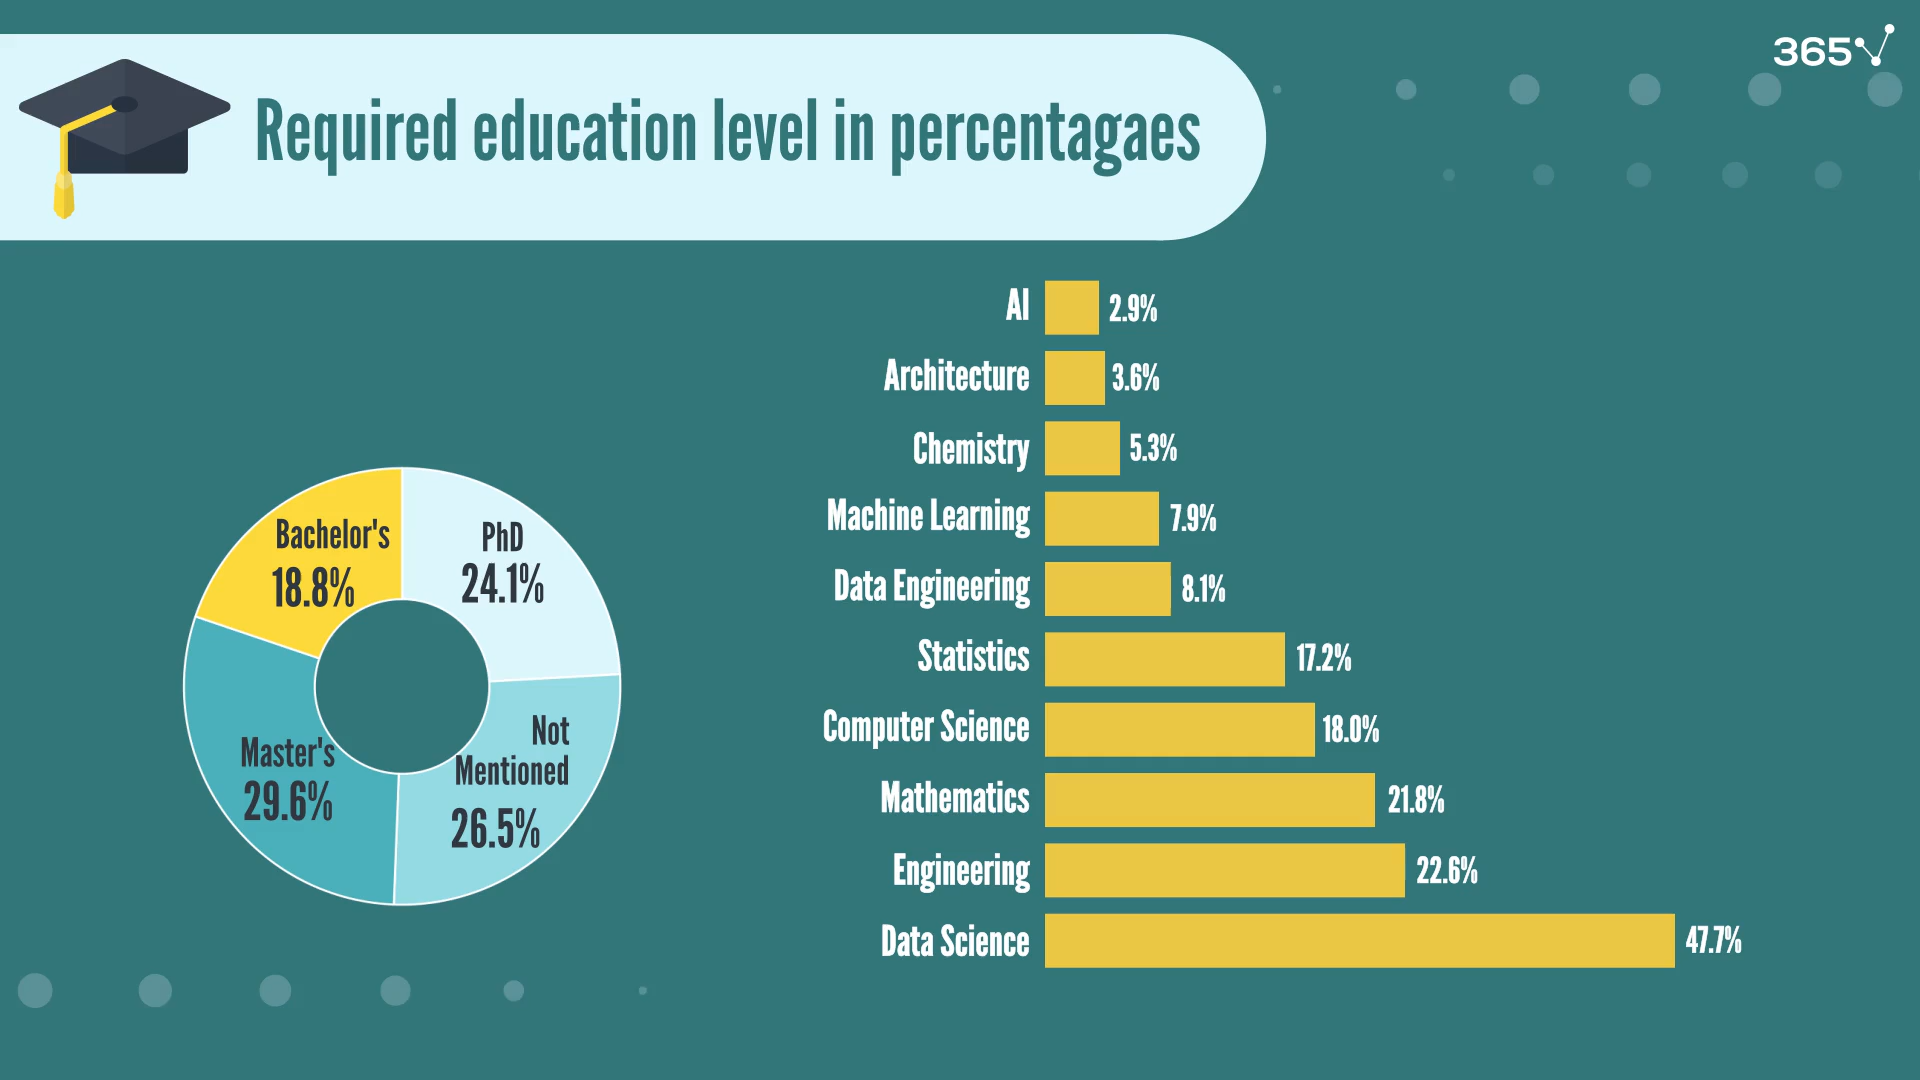 365
Required education level in percentagaes
Bachelor's
18.8%
PhD
24.1%
Master's
29.6%
Not
Mentioned
26.5%
AI 2.9%
Architecture 3.6%
Chemistry 5.3%
Machine Learning 7.9%
Data Engineering 8.1%
Statistics 17.2%
Computer Science 18.0%
Mathematics 21.8%
Engineering 22.6%
Data Science 47.7%